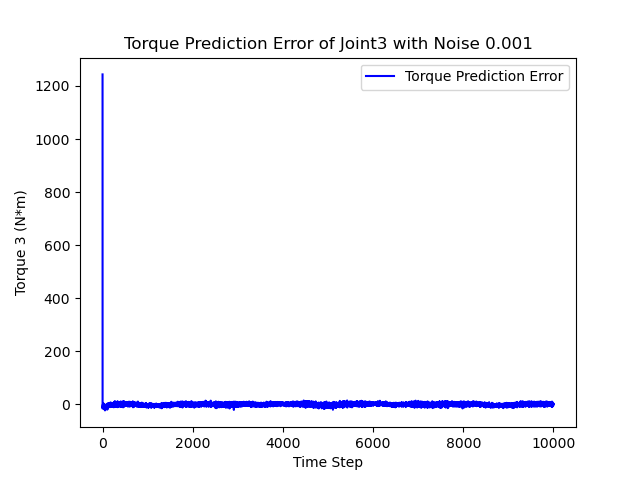 Torque Prediction Error of Joint3 with Noise 0.001
Torque Prediction Error
1200
1000
800
600
400
200
0
Torque 3 (N*m)
0 2000 4000 6000 8000 10000
Time Step